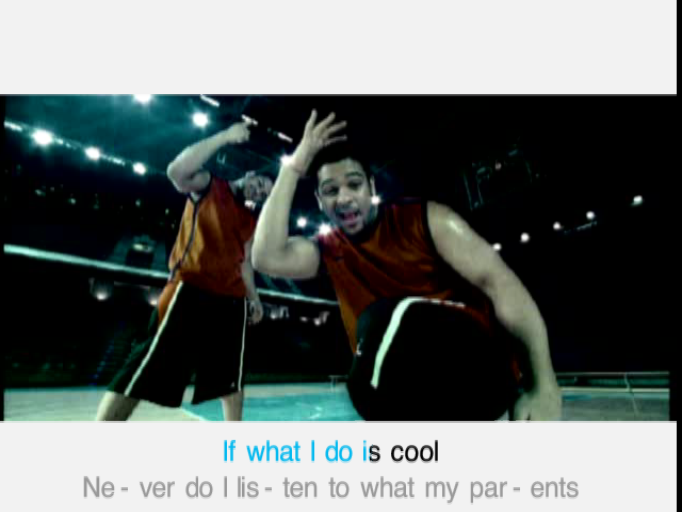 If what I do is cool
Ne- ver do I lis- ten to what my par- ents